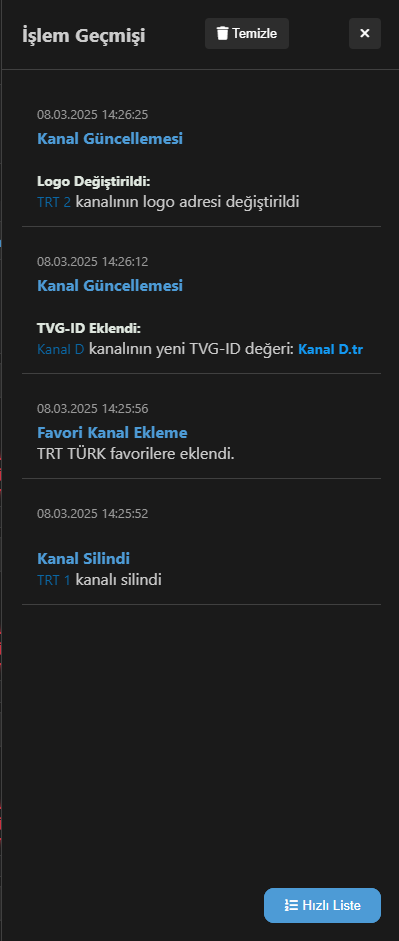 İşlem Geçmişi
Temizle
×
08.03.2025 14:26:25
Kanal Güncellemesi
Logo Değiştirildi:
TRT 2 kanalının logo adresi değiştirildi
08.03.2025 14:26:12
Kanal Güncellemesi
TVG-ID Eklendi:
Kanal D kanalının yeni TVG-ID değeri: Kanal D.tr
08.03.2025 14:25:56
Favori Kanal Ekleme
TRT TÜRK favorilere eklendi.
08.03.2025 14:25:52
Kanal Silindi
TRT 1 kanalı silindi
Hızlı Liste